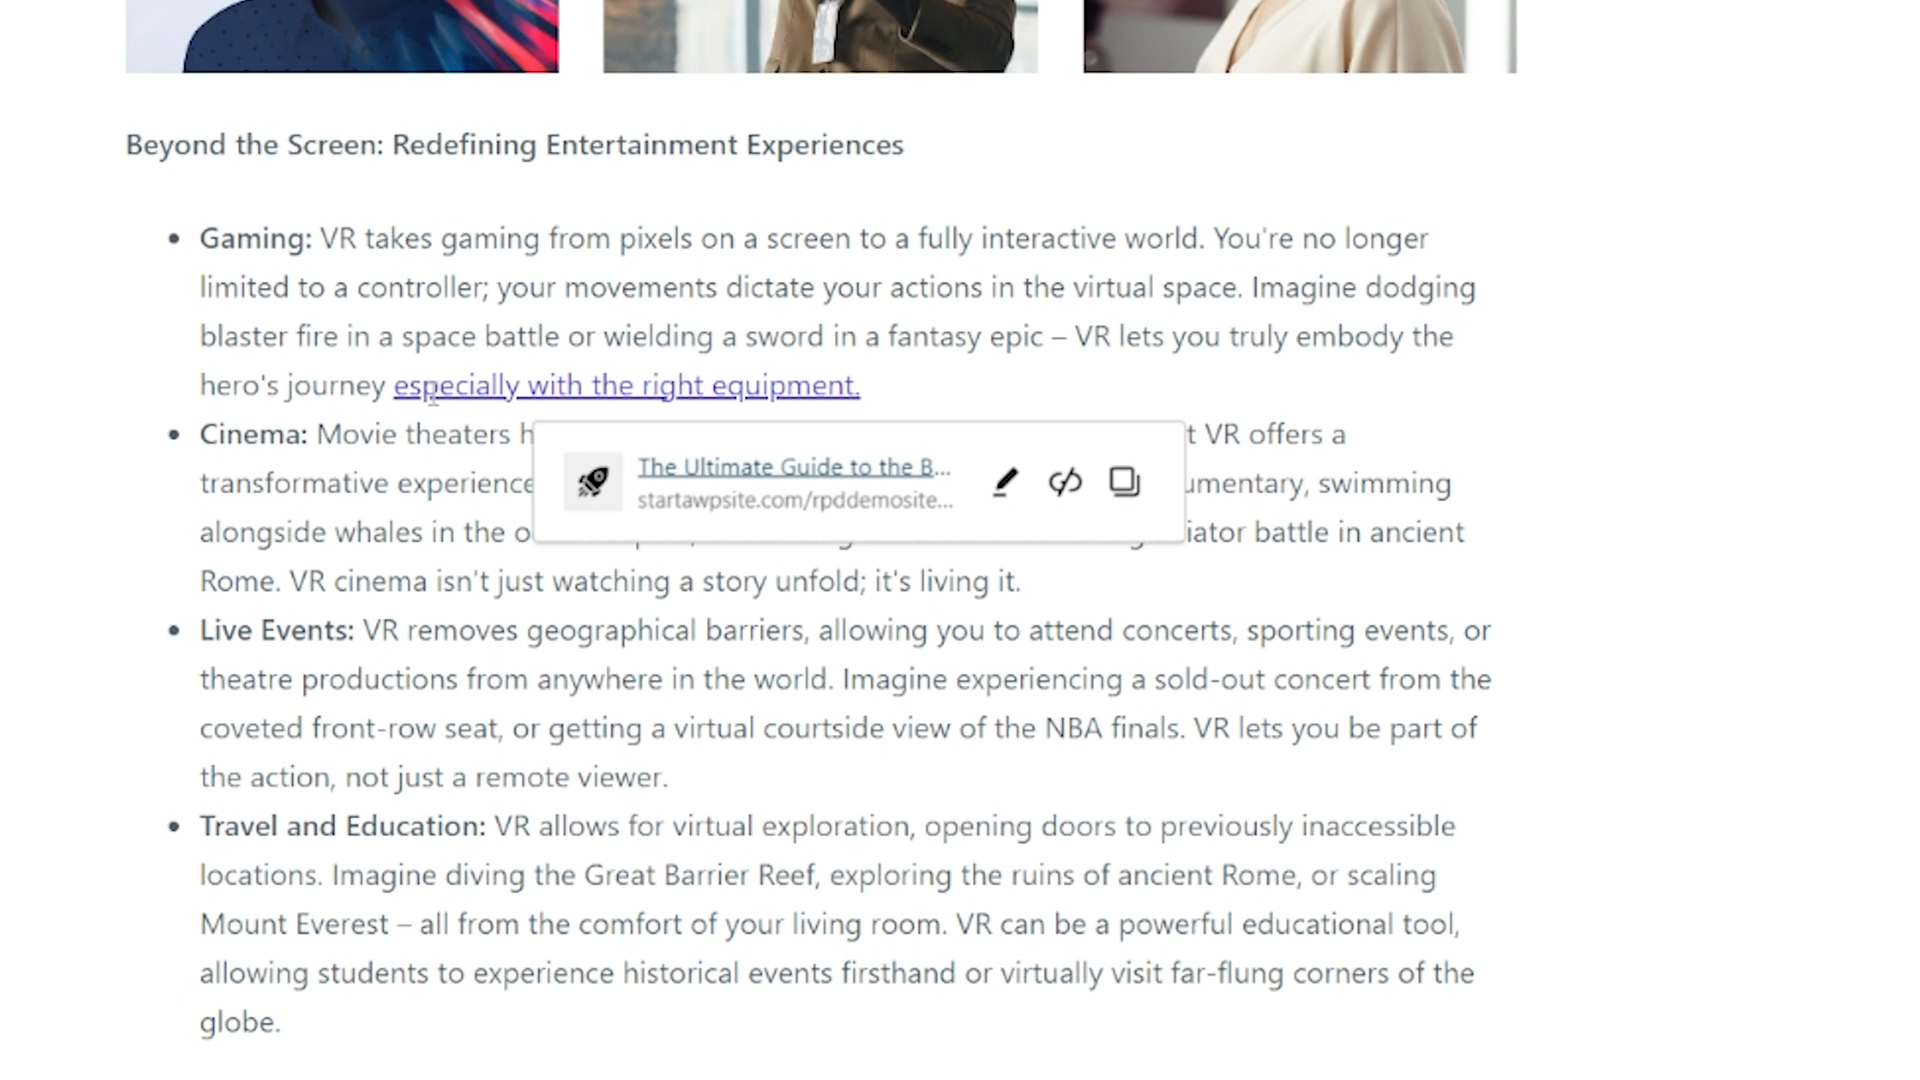 Beyond the Screen: Redefining Entertainment Experiences
• Gaming: VR takes gaming from pixels on a screen to a fully interactive world. You're no longer
limited to a controller; your movements dictate your actions in the virtual space. Imagine dodging
blaster fire in a space battle or wielding a sword in a fantasy epic – VR lets you truly embody the
hero's journey especially with the right equipment.
• Cinema: Movie theaters VR offers a
The Ultimate Guide to the B...
transformative experience swimming
startawpsite.com/rpddemosite...
alongside whales in the battle in ancient
Rome. VR cinema isn't just watching a story unfold; it's living it.
• Live Events: VR removes geographical barriers, allowing you to attend concerts, sporting events, or
theatre productions from anywhere in the world. Imagine experiencing a sold-out concert from the
coveted front-row seat, or getting a virtual courtside view of the NBA finals. VR lets you be part of
the action, not just a remote viewer.
• Travel and Education: VR allows for virtual exploration, opening doors to previously inaccessible
locations. Imagine diving the Great Barrier Reef, exploring the ruins of ancient Rome, or scaling
Mount Everest – all from the comfort of your living room. VR can be a powerful educational tool,
allowing students to experience historical events firsthand or virtually visit far-flung corners of the
globe.